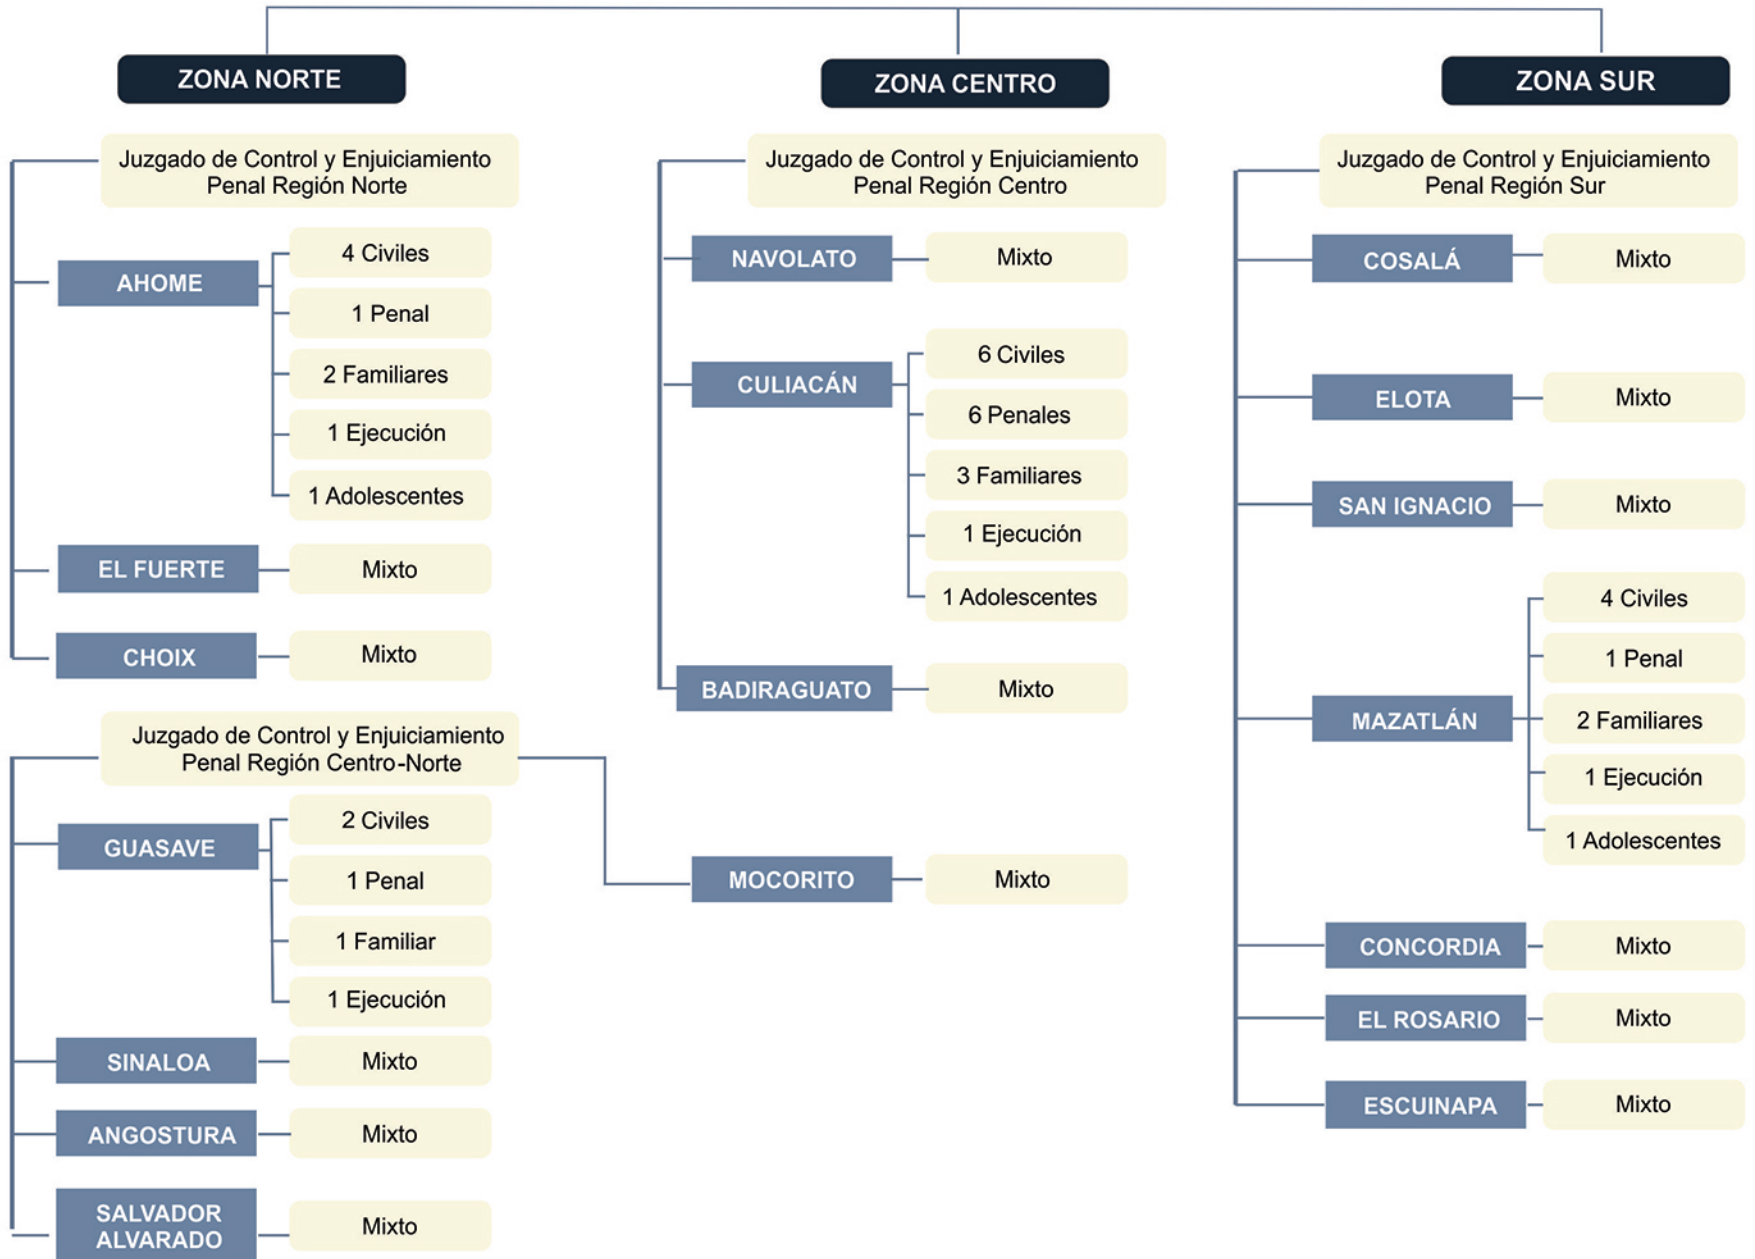 ZONA NORTE
Juzgado de Control y Enjuiciamiento
Penal Región Norte
AHOME
4 Civiles
1 Penal
2 Familiares
1 Ejecución
1 Adolescentes
EL FUERTE
Mixto
CHOIX
Mixto
Juzgado de Control y Enjuiciamiento
Penal Región Centro-Norte
GUASAVE
2 Civiles
1 Penal
1 Familiar
1 Ejecución
SINALOA
Mixto
ANGOSTURA
Mixto
SALVADOR
ALVARADO
Mixto
ZONA CENTRO
Juzgado de Control y Enjuiciamiento
Penal Región Centro
NAVOLATO
Mixto
CULIACÁN
6 Civiles
6 Penales
3 Familiares
1 Ejecución
1 Adolescentes
BADIRAGUATO
Mixto
MOCORITO
Mixto
ZONA SUR
Juzgado de Control y Enjuiciamiento
Penal Región Sur
COSALÁ
Mixto
ELOTA
Mixto
SAN IGNACIO
Mixto
MAZATLÁN
4 Civiles
1 Penal
2 Familiares
1 Ejecución
1 Adolescentes
CONCORDIA
Mixto
EL ROSARIO
Mixto
ESCUINAPA
Mixto